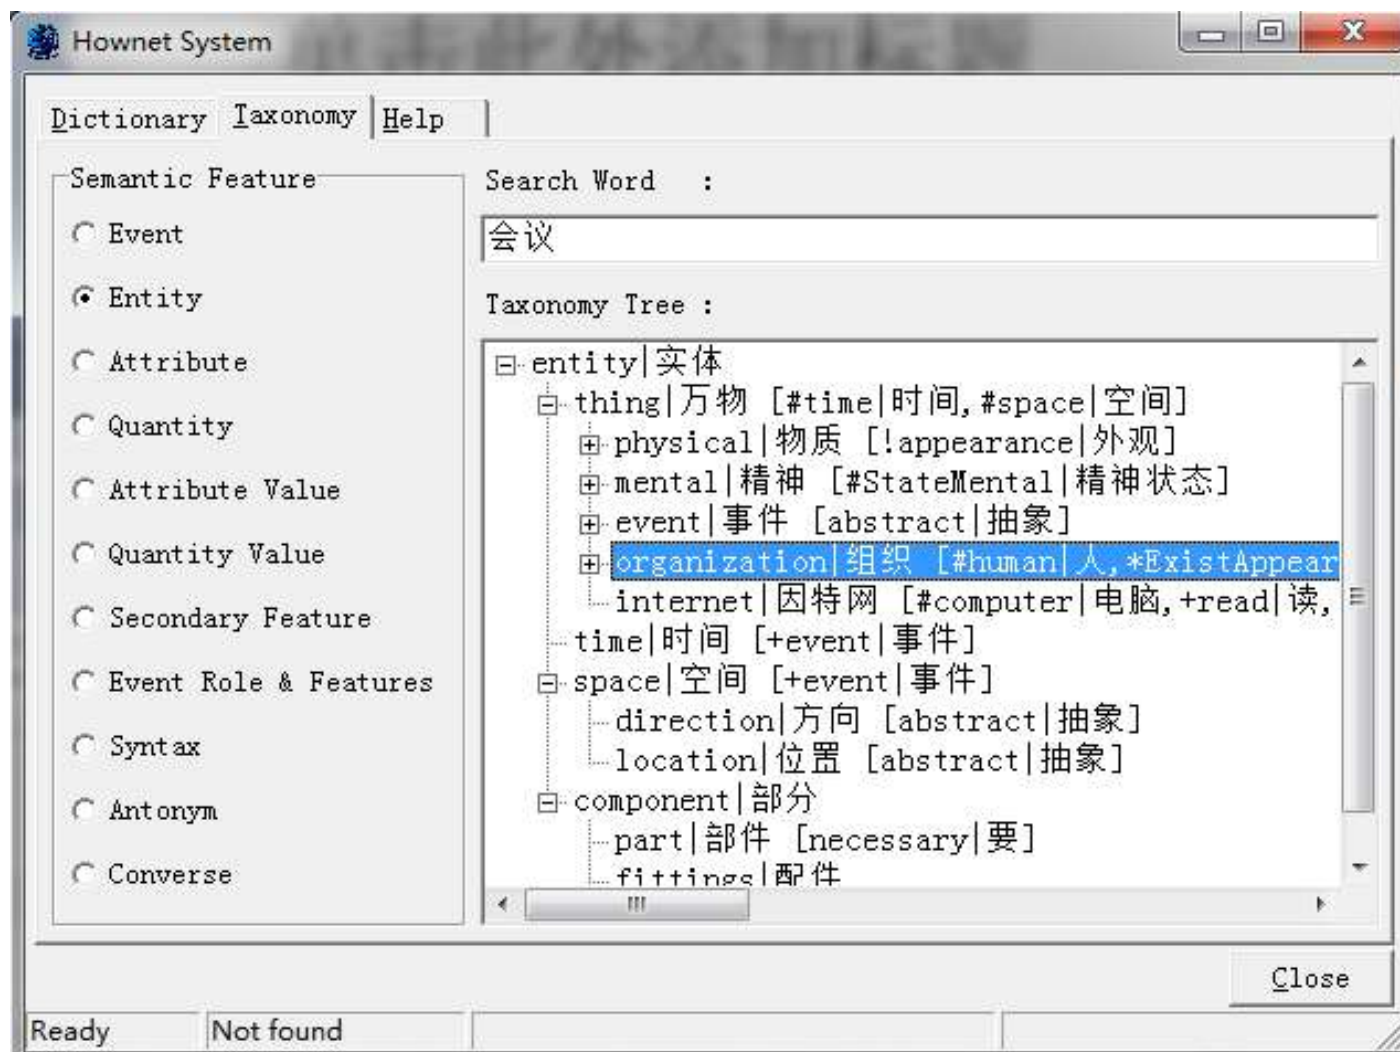 Hownet System
Dictionary Taxonomy Help
Semantic Feature
Event
Entity
Attribute
Quantity
Attribute Value
Quantity Value
Secondary Feature
Event Role & Features
Syntax
Antonym
Converse
Search Word :
会议
Taxonomy Tree :
entity|实体
thing|万物 [#time|时间,#space|空间]
physical|物质 [!appearance|外观]
mental|精神 [#StateMental|精神状态]
event|事件 [abstract|抽象]
organization|组织 [#human|人,*ExistAppear
internet|因特网 [#computer|电脑,+read|读,
time|时间 [+event|事件]
space|空间 [+event|事件]
direction|方向 [abstract|抽象]
location|位置 [abstract|抽象]
component|部分
part|部件 [necessary|要]
fittings|配件
Close
Ready Not found